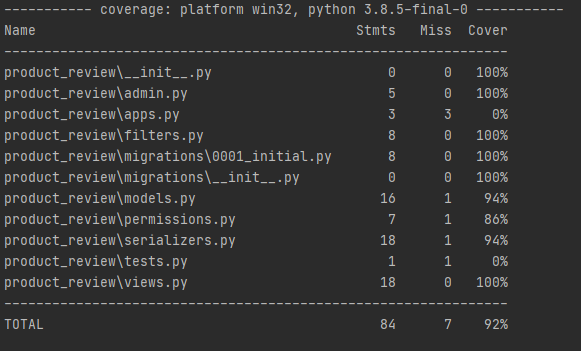 ----------- coverage: platform win32, python 3.8.5-final-0 -----------
Name                                        Stmts   Miss  Cover
---------------------------------------------------------------
product_review\__init__.py                      0      0   100%
product_review\admin.py                         5      0   100%
product_review\apps.py                          3      3     0%
product_review\filters.py                       8      0   100%
product_review\migrations\0001_initial.py       8      0   100%
product_review\migrations\__init__.py           0      0   100%
product_review\models.py                       16      1    94%
product_review\permissions.py                   7      1    86%
product_review\serializers.py                  18      1    94%
product_review\tests.py                         1      1     0%
product_review\views.py                        18      0   100%
---------------------------------------------------------------
TOTAL                                          84      7    92%